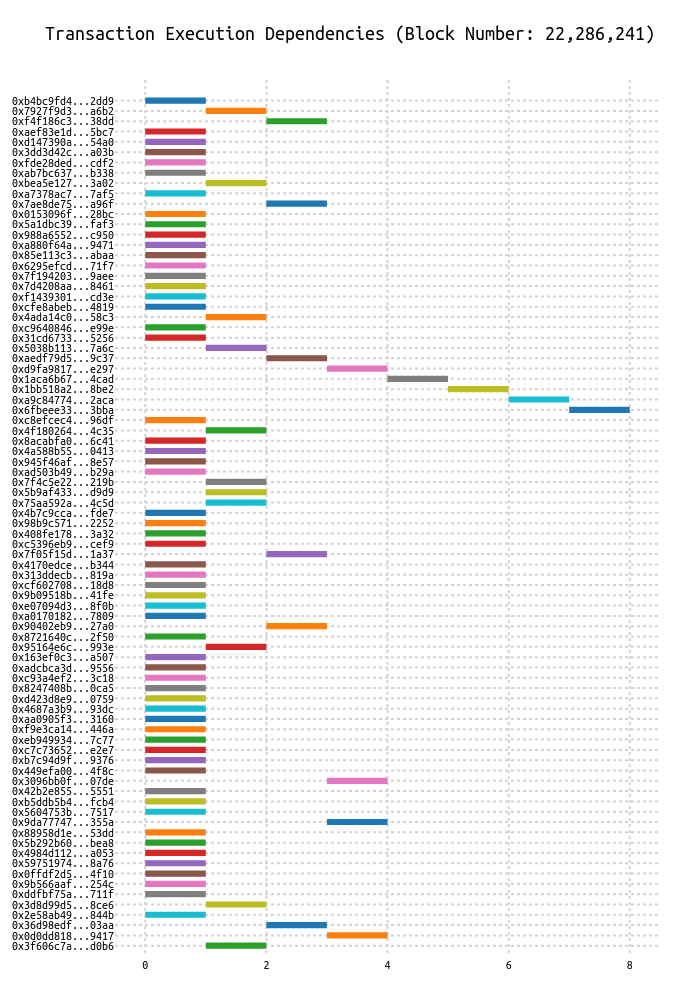 Transaction Execution Dependencies (Block Number: 22,286,241)
0xb4bc9fd4...2dd9
0x7927f9d3...a6b2
0xf4f186c3...38dd
0xaef83e1d...5bc7
0xd147390a...54a0
0x3dd3d42c...a03b
0xfde28ded...cdf2
0xab7bc637...b338
0xbea5e127...3a02
0xa7378ac7...7af5
0x7ae8de75...a96f
0x0153096f...28bc
0x5a1dbc39...faf3
0x988a6552...c950
0xa880f64a...9471
0x85e113c3...abaa
0x6295efcd...71f7
0x7f194203...9aee
0x7d4208aa...8461
0xf1439301...cd3e
0xcfe8abeb...4819
0x4ada14c0...58c3
0xc9640846...e99e
0x31cd6733...5256
0x5038b113...7a6c
0xaedf79d5...9c37
0xd9fa9817...e297
0x1aca6b67...4cad
0x1bb518a2...8be2
0xa9c84774...2aca
0x6fbeee33...3bba
0xc8efcec4...96df
0x4f180264...4c35
0x8acabfa0...6c41
0x4a588b55...0413
0x945f46af...8e57
0xad503b49...b29a
0x7f4c5e22...219b
0x5b9af433...d9d9
0x75aa592a...4c5d
0x4b7c9cca...fde7
0x98b9c571...2252
0x408fe178...3a32
0xc5396eb9...cef9
0x7f05f15d...1a37
0x4170edce...b344
0x313ddecb...819a
0xcf602708...18d8
0x9b09518b...41fe
0xe07094d3...8f0b
0xa0170182...7809
0x90402eb9...27a0
0x8721640c...2f50
0x95164e6c...993e
0x163ef0c3...a507
0xadcbca3d...9556
0xc93a4ef2...3c18
0x8247408b...0ca5
0xd423d8e9...0759
0x4687a3b9...93dc
0xaa0905f3...3160
0xf9e3ca14...446a
0xeb949934...7c77
0xc7c73652...e2e7
0xb7c94d9f...9376
0x449efa00...4f8c
0x3096bb0f...07de
0x42b2e855...5551
0xb5ddb5b4...fcb4
0x5604753b...7517
0x9da77747...355a
0x88958d1e...53dd
0x5b292b60...bea8
0x4984d112...a053
0x59751974...8a76
0x0ffdf2d5...4f10
0x9b566aaf...254c
0xddfbf75a...711f
0x3d8d99d5...8ce6
0x2e58ab49...844b
0x36d98edf...03aa
0x0d0dd818...9417
0x3f606c7a...d0b6
0 2 4 6 8